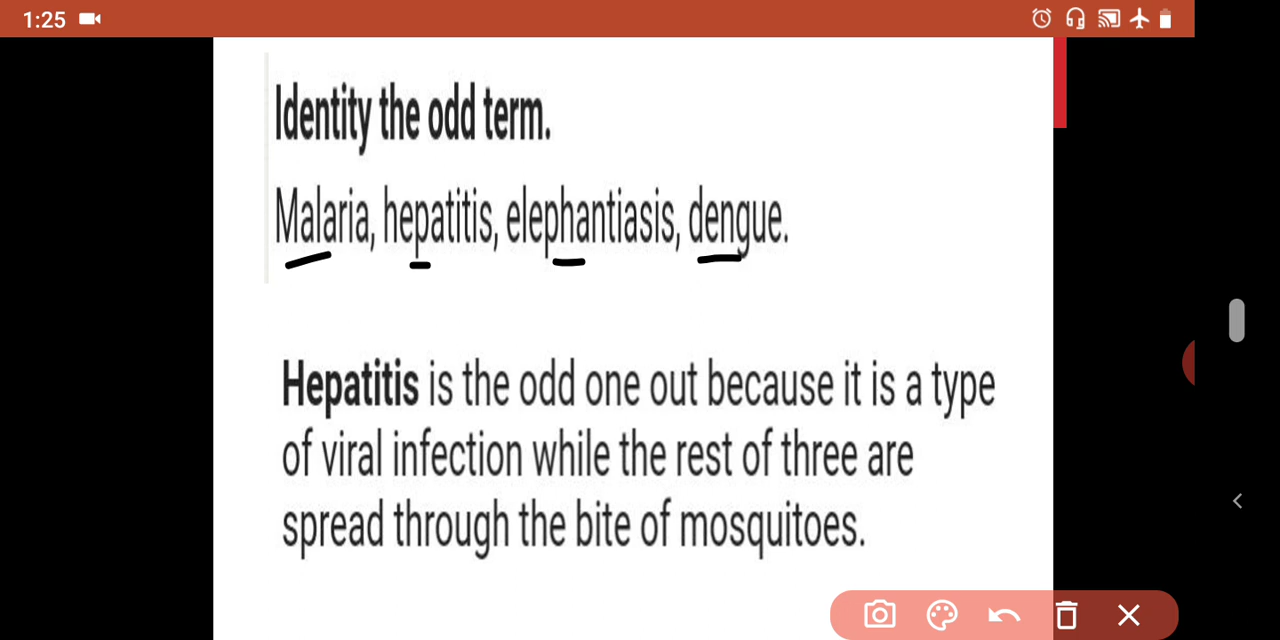 1:25
Identity the odd term.
Malaria, hepatitis, elephantiasis, dengue.
Hepatitis is the odd one out because it is a type
of viral infection while the rest of three are
spread through the bite of mosquitoes.